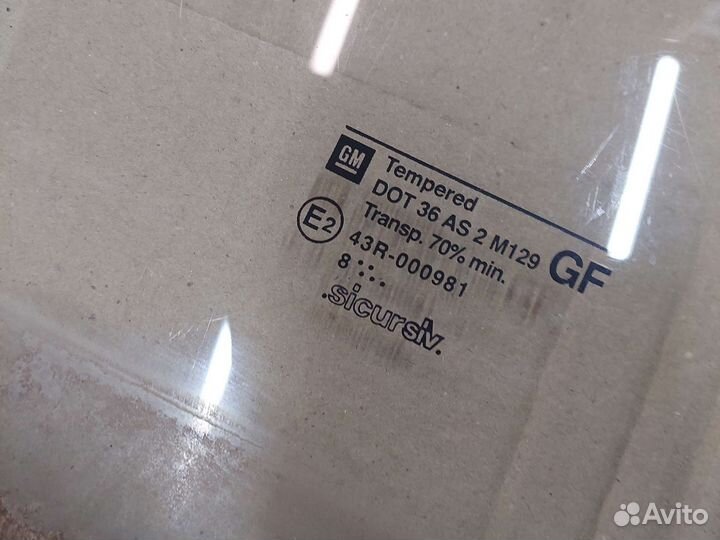 GM
Tempered
DOT 36 AS 2 M129
GF
Transp. 70% min.
E2
43R-000981
8
.sicursiv.
Avito